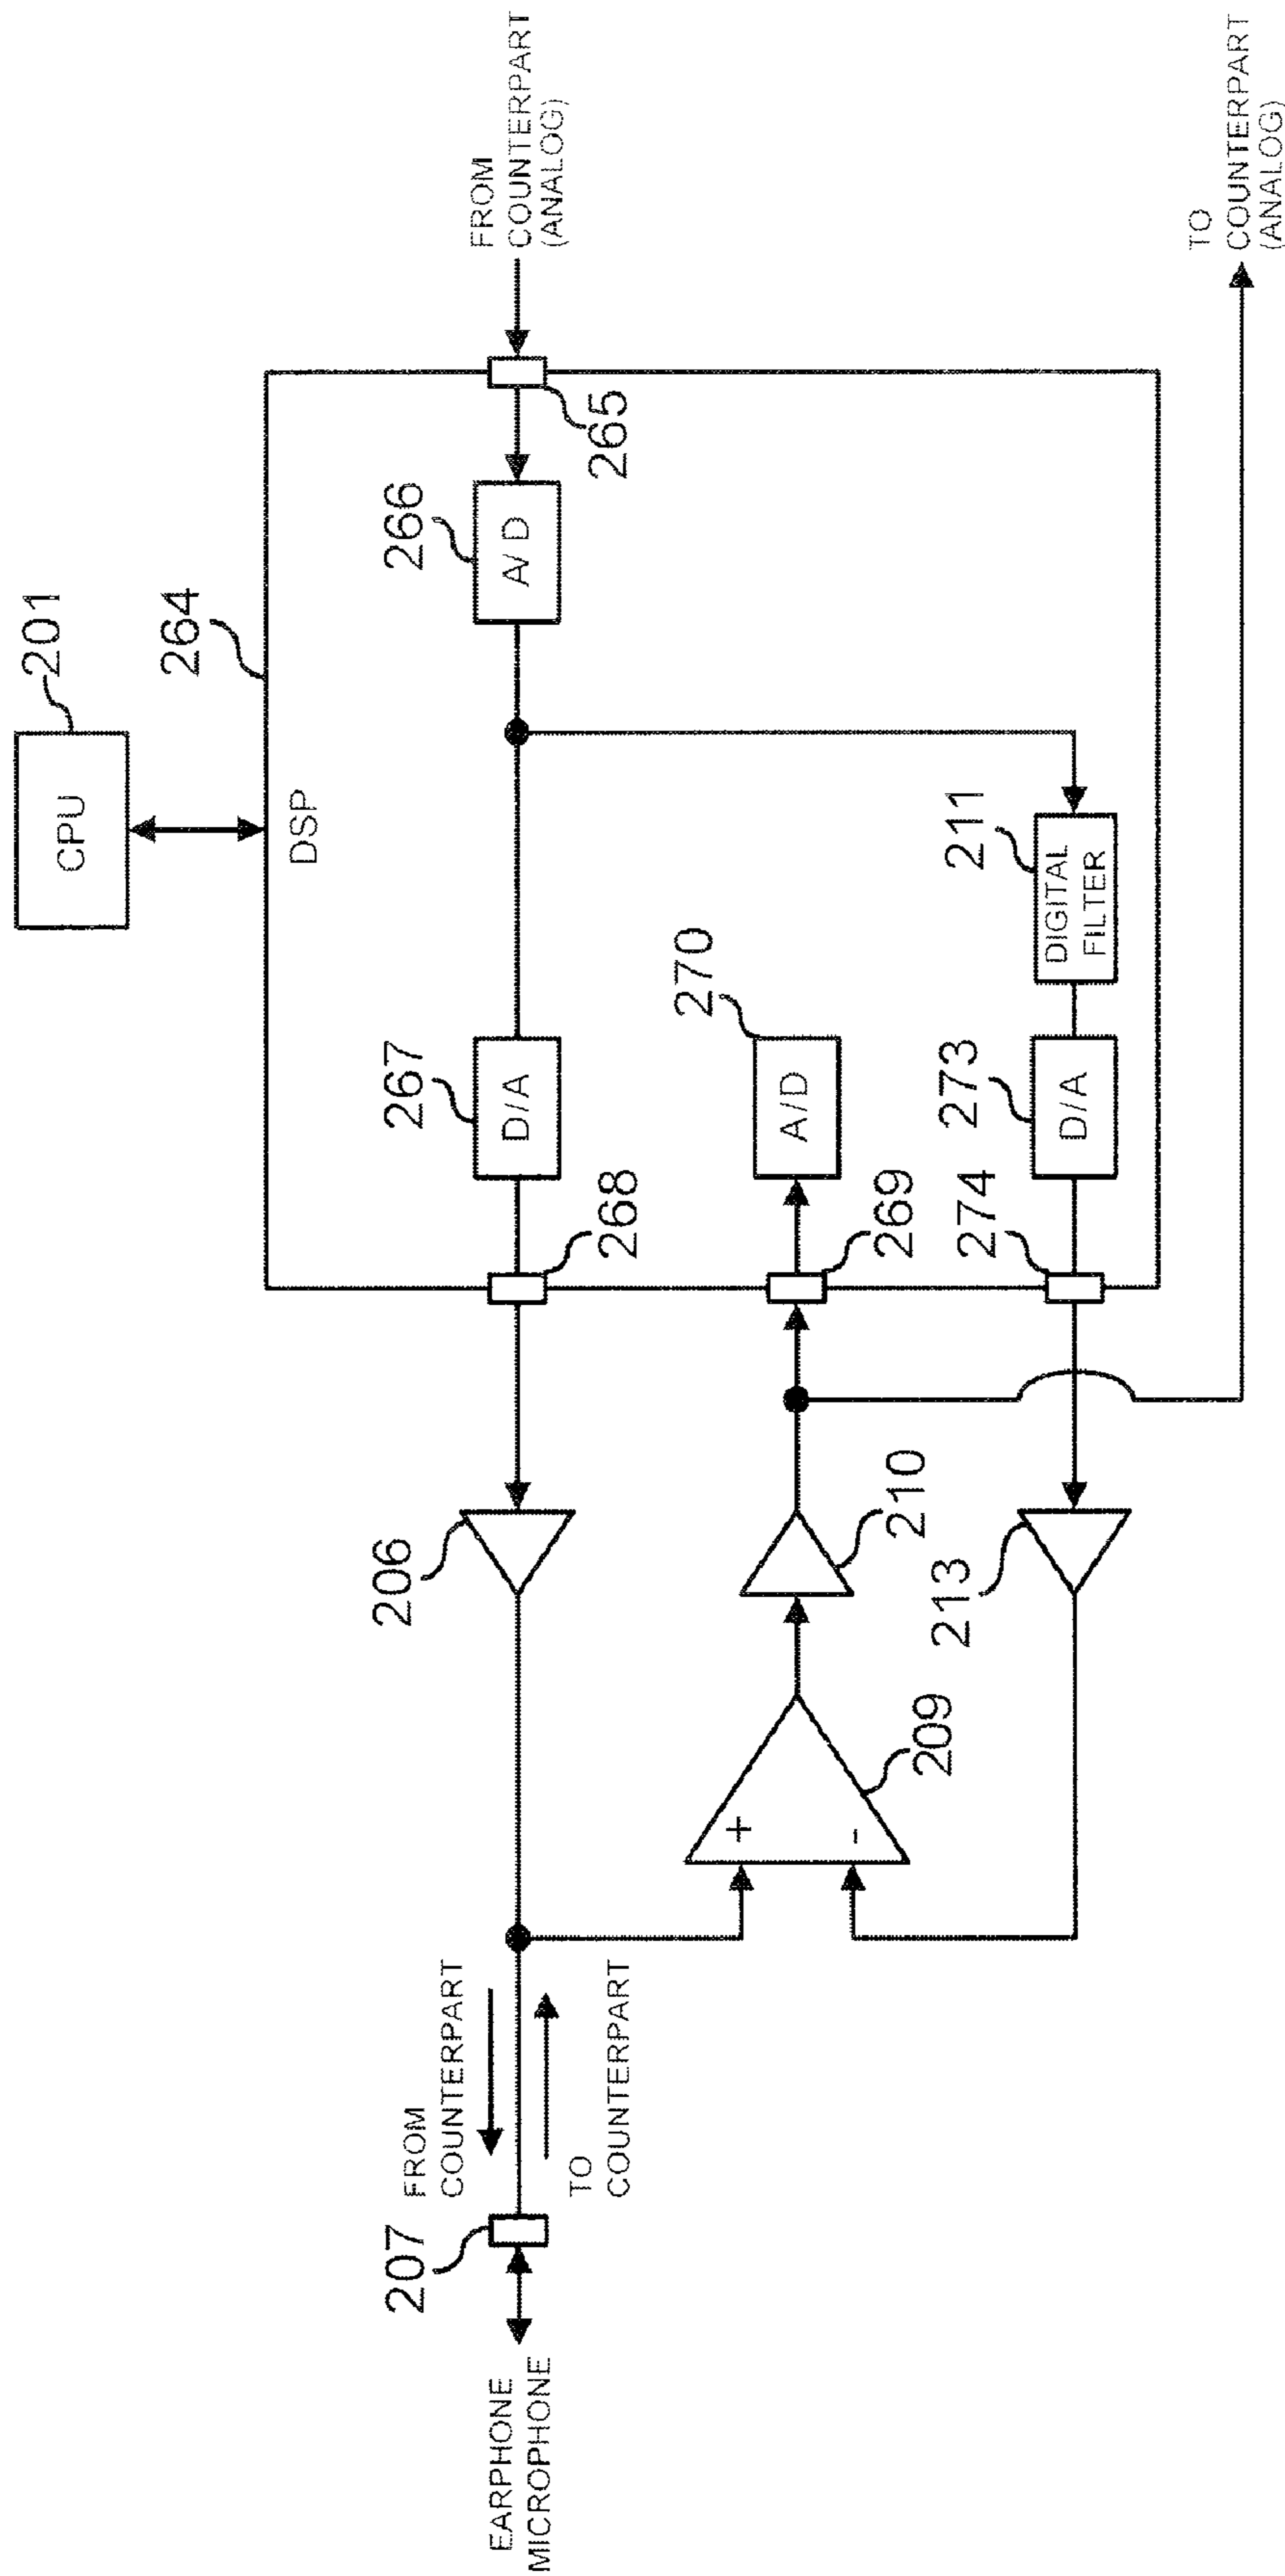 CPU
201
264
DSP
FROM
COUNTERPART
(ANALOG)
265
266
A/D
267
D/A
268
206
FROM
COUNTERPART
207
EARPHONE
MICROPHONE
TO
COUNTERPART
+
-
209
210
269
270
A/D
211
DIGITAL
FILTER
273
D/A
274
213
TO
COUNTERPART
(ANALOG)